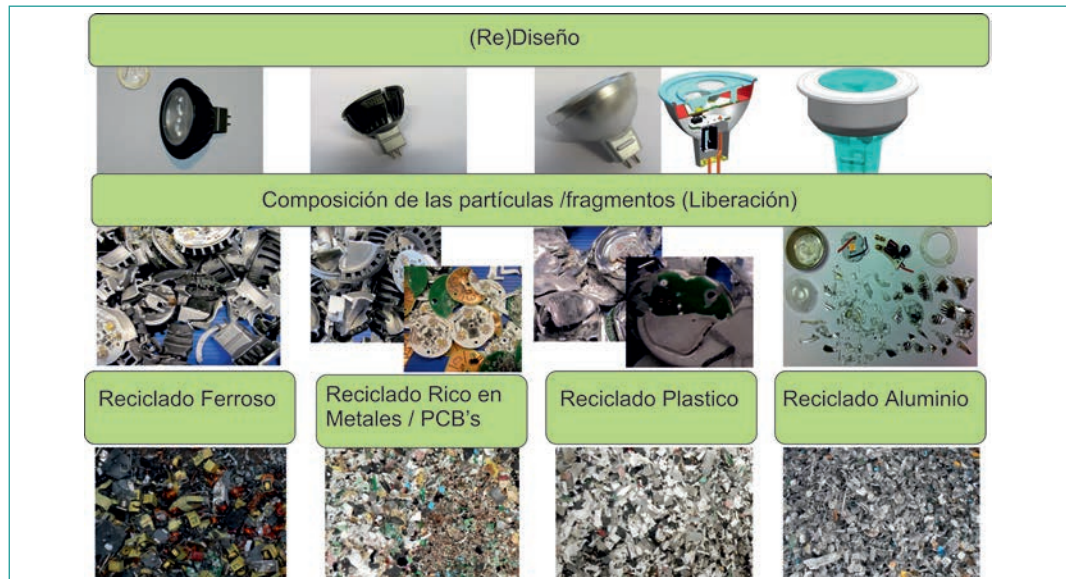 (Re)Diseño
Composición de las partículas /fragmentos (Liberación)
Reciclado Ferroso
Reciclado Rico en
Metales / PCB's
Reciclado Plastico
Reciclado Aluminio